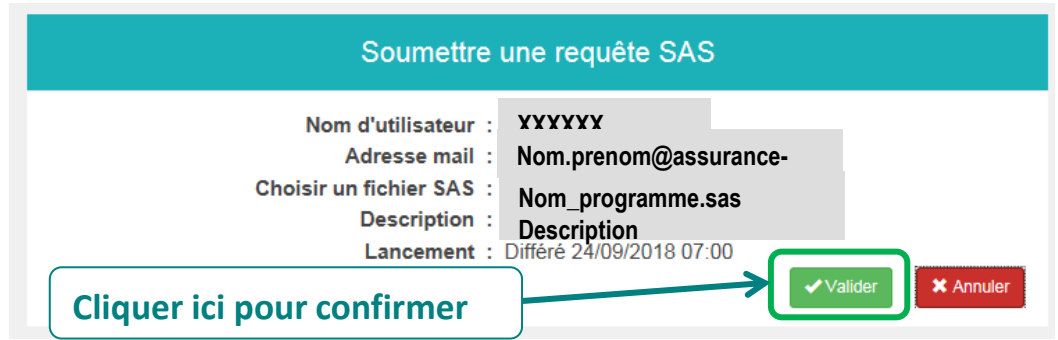 Soumettre une requête SAS
Nom d'utilisateur : XXXXXX
Adresse mail : Nom.prenom@assurance-
Choisir un fichier SAS : Nom_programme.sas
Description : Description
Lancement : Différé 24/09/2018 07:00
Cliquer ici pour confirmer
Valider
Annuler